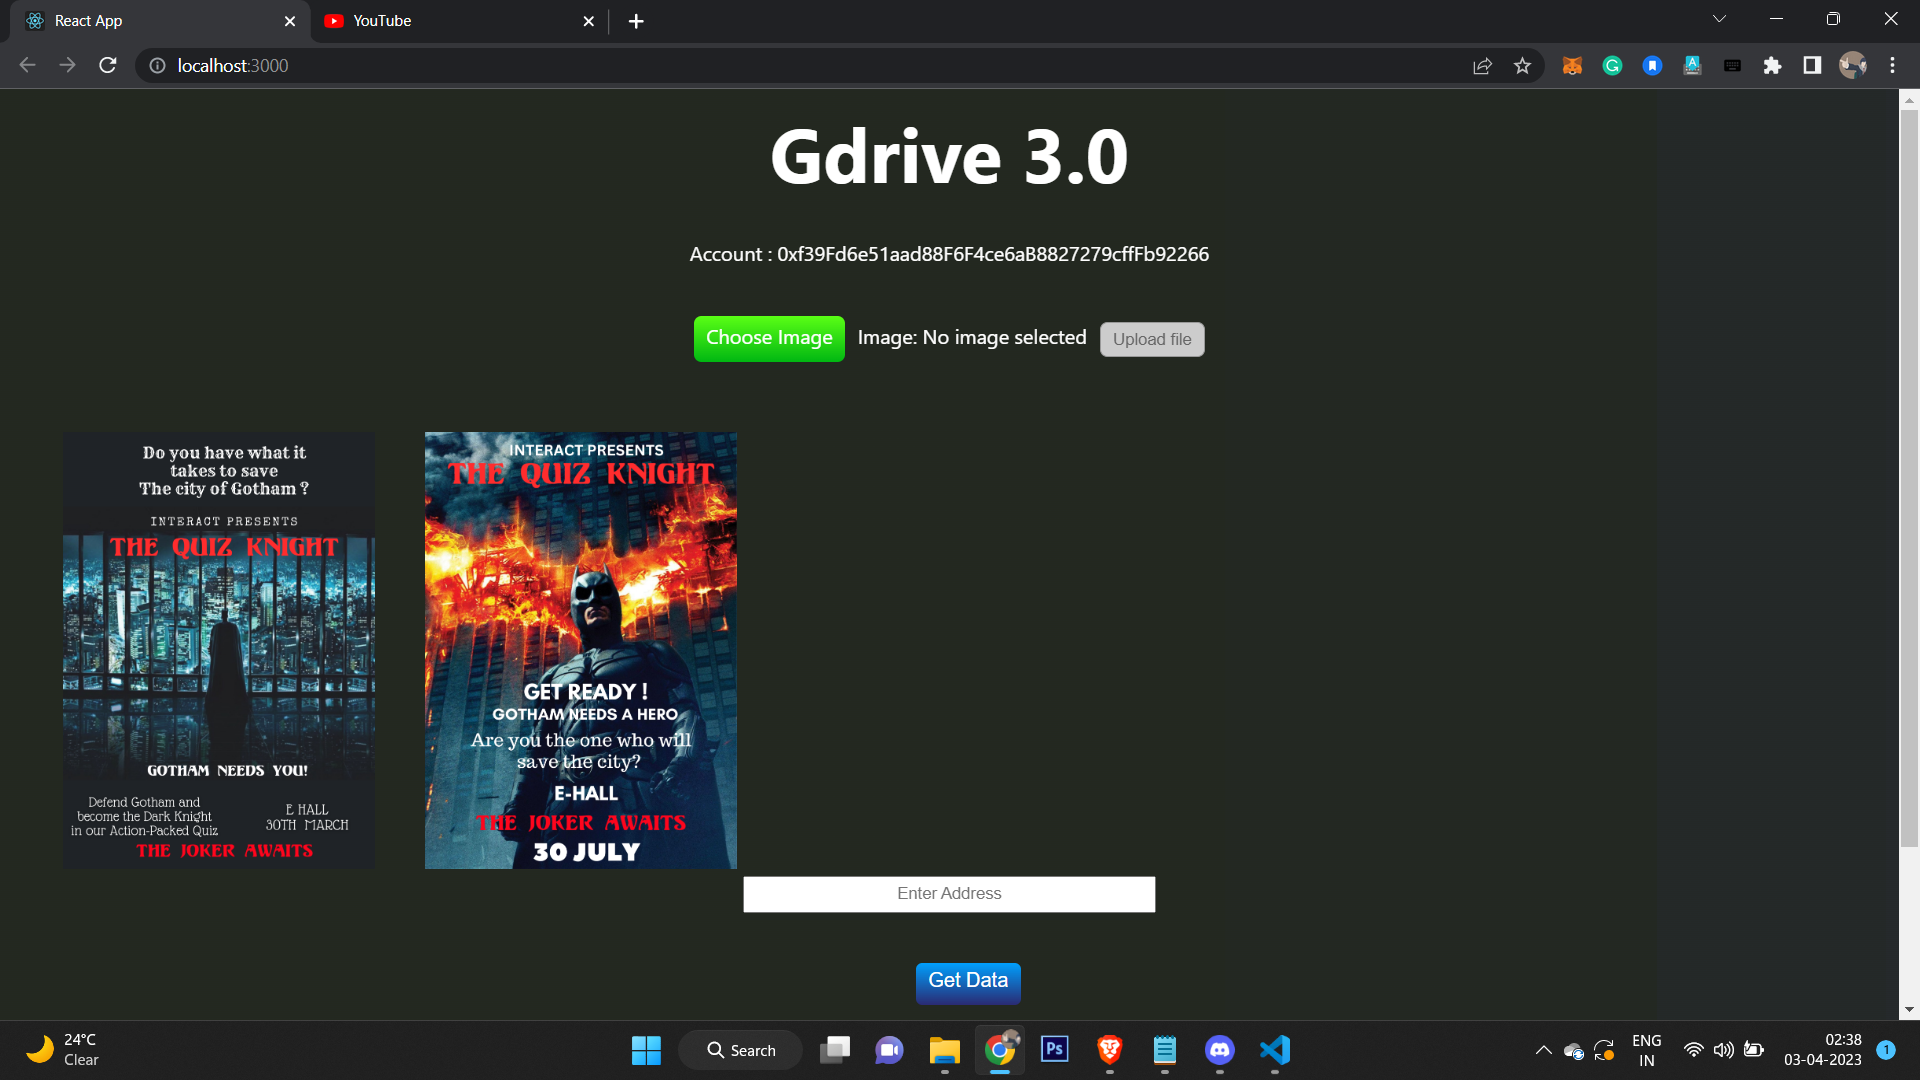 React App
YouTube
localhost:3000
Gdrive 3.0
Account : 0xf39Fd6e51aad88F6F4ce6aB8827279cffFb92266
Choose Image
Image: No image selected
Upload file
Do you have what it
takes to save
The city of Gotham ?
INTERACT PRESENTS
THE QUIZ KNIGHT
GOTHAM NEEDS YOU!
Defend Gotham and
become the Dark Knight
in our Action-Packed Quiz
E HALL
30TH MARCH
THE JOKER AWAITS
INTERACT PRESENTS
THE QUIZ KNIGHT
GET READY !
GOTHAM NEEDS A HERO
Are you the one who will
save the city?
E-HALL
THE JOKER AWAITS
30 JULY
Enter Address
Get Data
24°C
Clear
Search
Ps
ENG
IN
02:38
03-04-2023
1